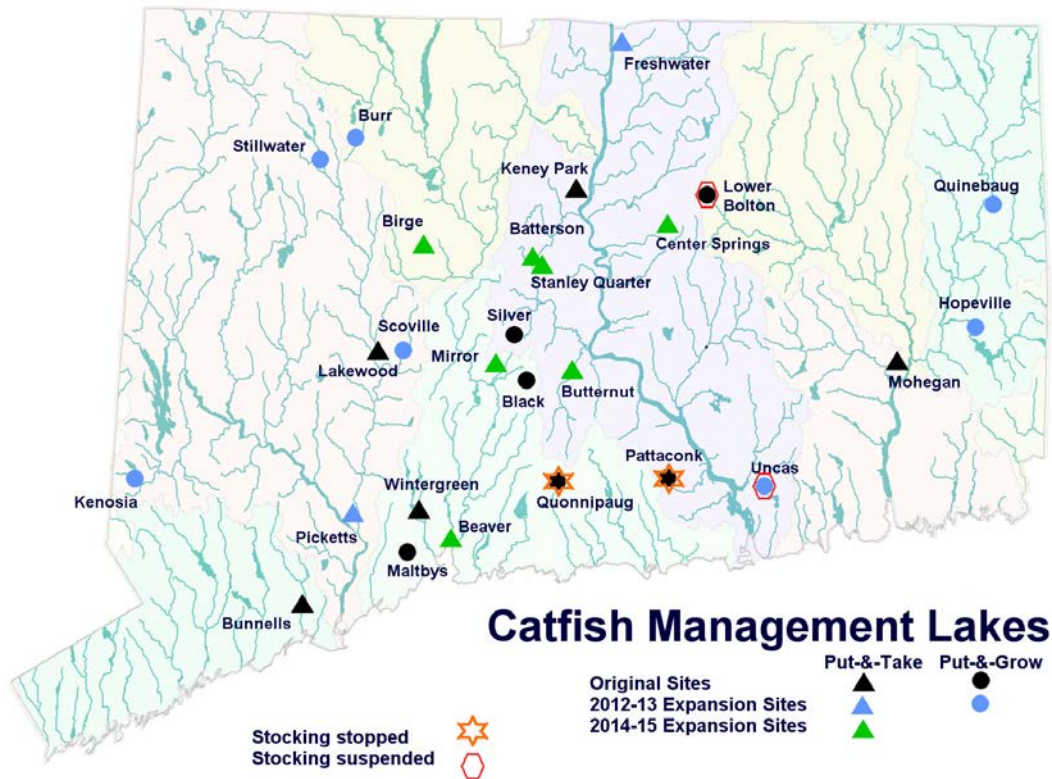 Freshwater
Burr
Stillwater
Keney Park
Lower
Bolton
Quinebaug
Birge
Batterson
Center Springs
Stanley Quarter
Hopeville
Silver
Scoville
Mirror
Lakewood
Butternut
Mohegan
Black
Pattaconk
Uncas
Kenosia
Wintergreen
Quonnipaug
Picketts
Beaver
Maltbys
Bunnells
Catfish Management Lakes
Put-&-Take Put-&-Grow
Original Sites
2012-13 Expansion Sites
2014-15 Expansion Sites
Stocking stopped
Stocking suspended